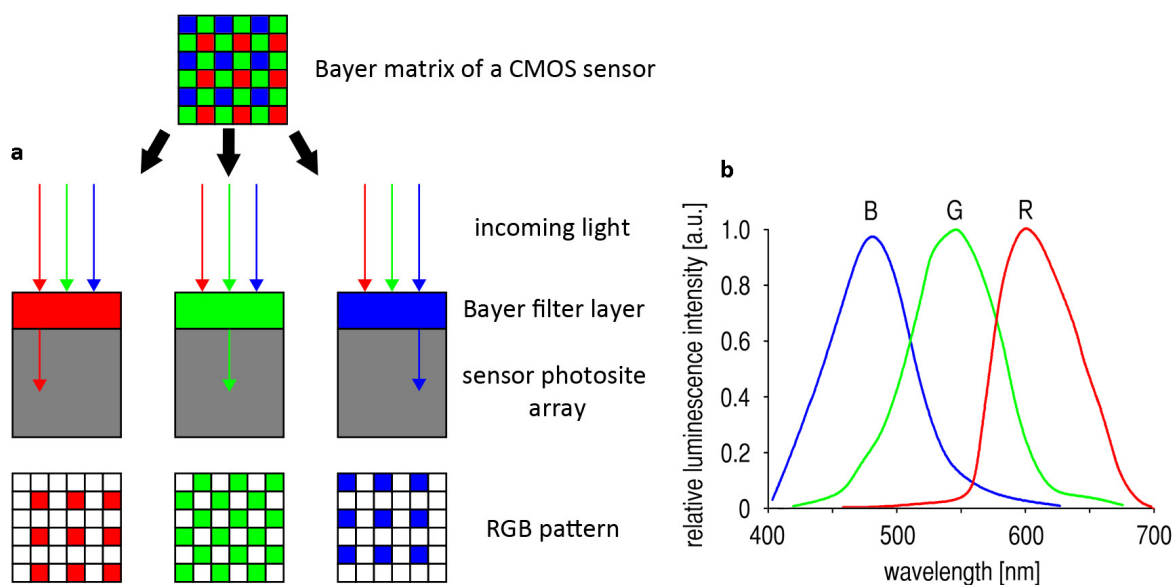 Bayer matrix of a CMOS sensor
a
incoming light
Bayer filter layer
sensor photosite
array
RGB pattern
b
B G R
relative luminescence intensity [a.u.]
1.0
0.8
0.6
0.4
0.2
0
400 500 600 700
wavelength [nm]